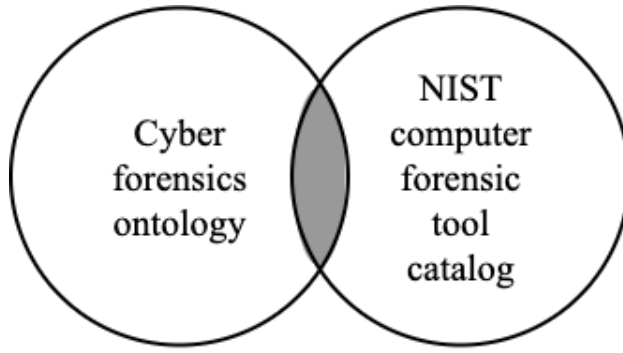 Cyber
forensics
ontology
NIST
computer
forensic
tool
catalog